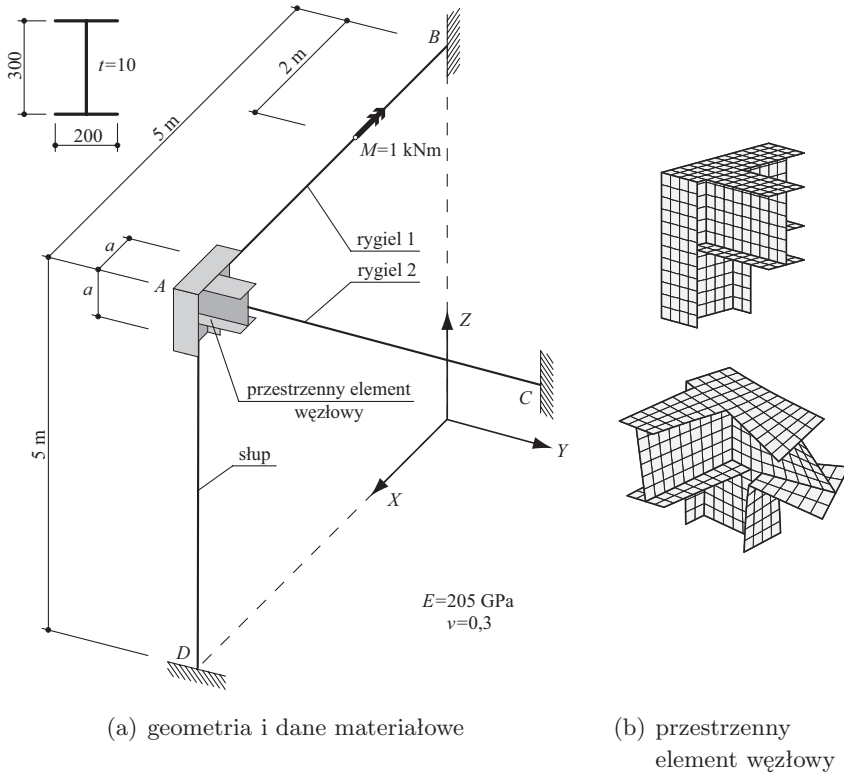 300
t=10
200
5 m
2 m
B
M=1 kNm
rygiel 1
rygiel 2
a
a
A
Z
C
przestrzenny element
węzłowy
Y
5 m
słup
X
E=205 GPa
ν=0,3
D
(a) geometria i dane materiałowe
(b) przestrzenny
element węzłowy